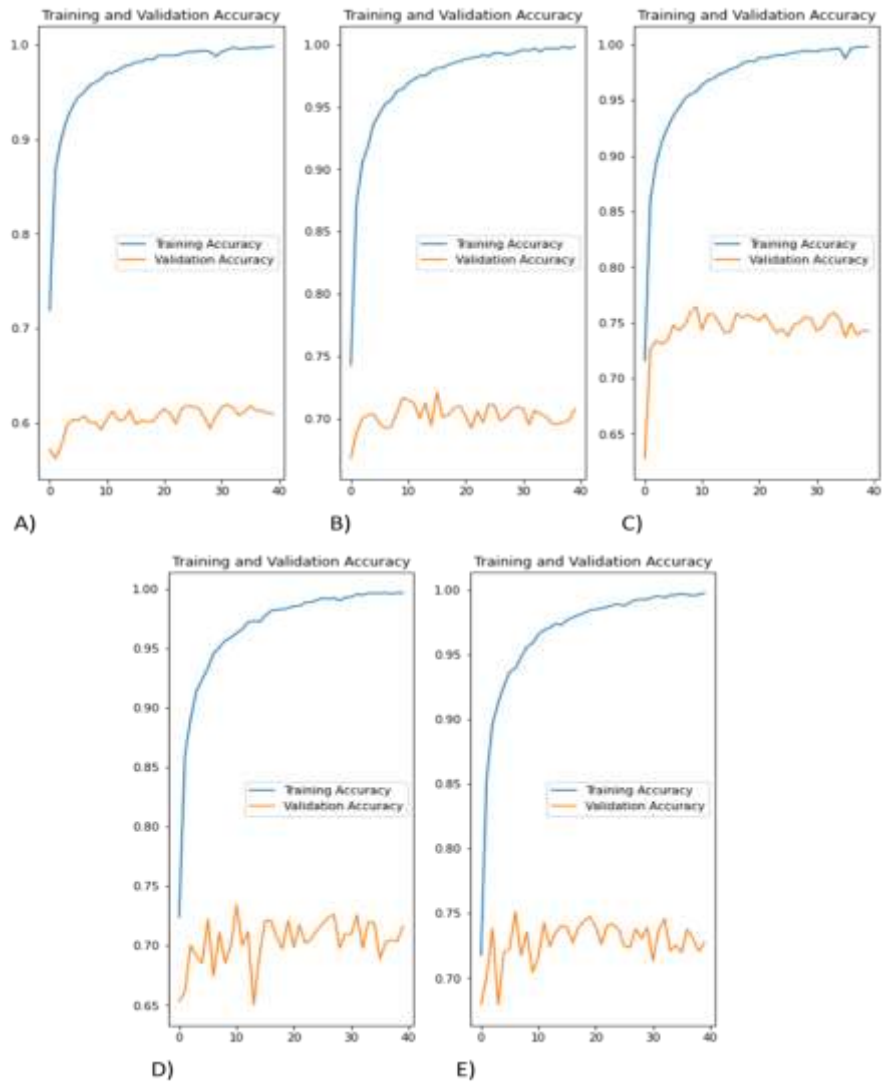 Training and Validation Accuracy
1.0
0.9
0.8
0.7
0.6
Training Accuracy
Validation Accuracy
0 10 20 30 40
A)
Training and Validation Accuracy
1.00
0.95
0.90
0.85
0.80
0.75
0.70
Training Accuracy
Validation Accuracy
0 10 20 30 40
B)
Training and Validation Accuracy
1.00
0.95
0.90
0.85
0.80
0.75
0.70
0.65
Training Accuracy
Validation Accuracy
0 10 20 30 40
C)
Training and Validation Accuracy
1.00
0.95
0.90
0.85
0.80
0.75
0.70
0.65
Training Accuracy
Validation Accuracy
0 10 20 30 40
D)
Training and Validation Accuracy
1.00
0.95
0.90
0.85
0.80
0.75
0.70
Training Accuracy
Validation Accuracy
0 10 20 30 40
E)